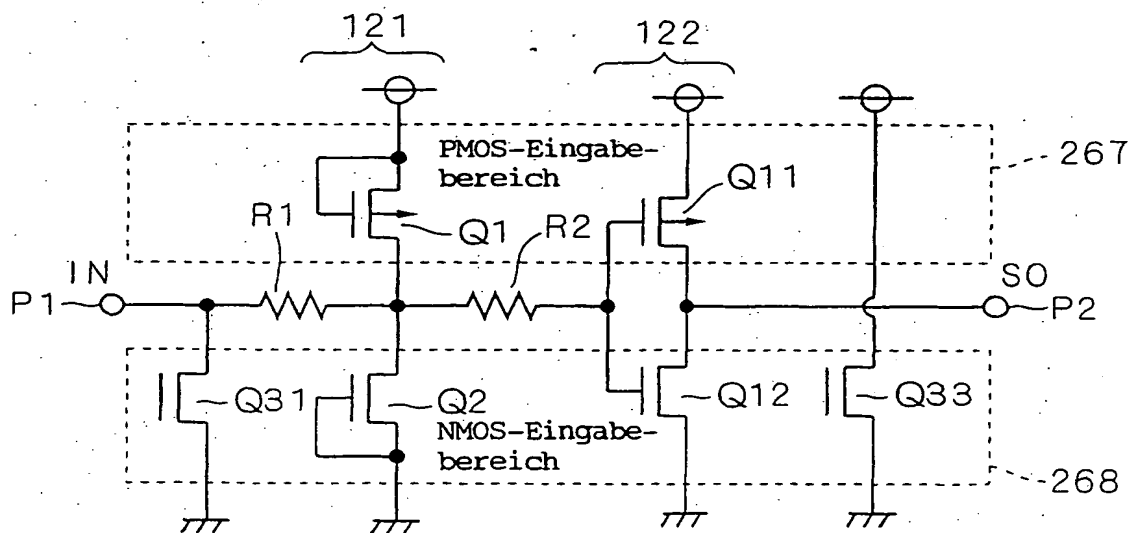 121
122
PMOS-Eingabe-
bereich
267
Q11
R1
Q1
R2
IN
SO
P1
P2
Q31
Q2
Q12
Q33
NMOS-Eingabe-
bereich
268